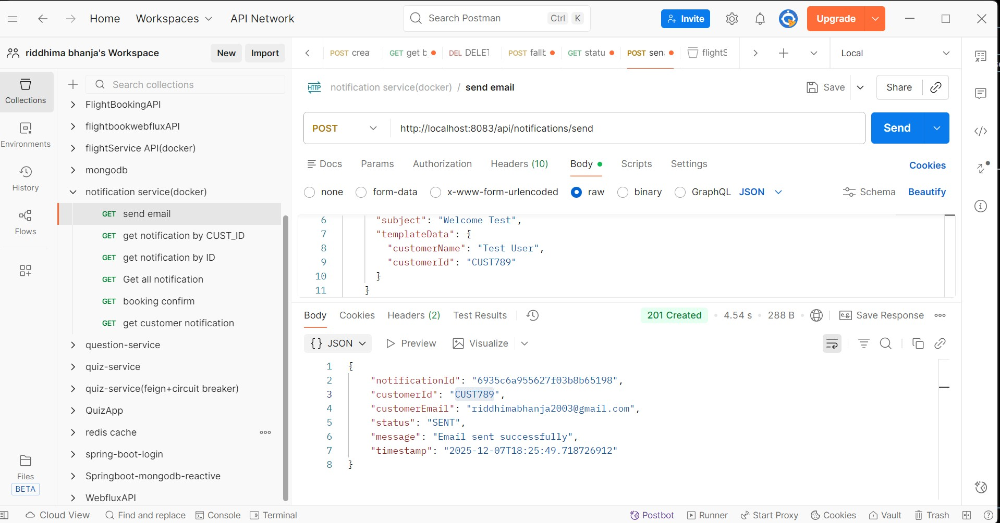 Home Workspaces API Network Search Postman Ctrl K Invite Upgrade
riddhima bhanja's Workspace New Import
POST crea GET get b DEL DELET POST fallb GET statu POST sen flightS Local
Collections
Environments
History
Flows
Files
BETA
Search collections
FlightBookingAPI
flightbookwebfluxAPI
flightService API(docker)
mongodb
notification service(docker)
GET send email
GET get notification by CUST_ID
GET get notification by ID
GET Get all notification
GET booking confirm
GET get customer notification
question-service
quiz-service
quiz-service(feign+circuit breaker)
QuizApp
redis cache
spring-boot-login
Springboot-mongodb-reactive
WebfluxAPI
HTTP notification service(docker) / send email Save Share
POST http://localhost:8083/api/notifications/send Send
Docs Params Authorization Headers (10) Body Scripts Settings Cookies
none form-data x-www-form-urlencoded raw binary GraphQL JSON Schema Beautify
6 "subject": "Welcome Test",
7 "templateData": {
8 "customerName": "Test User",
9 "customerId": "CUST789"
10 }
11 }
Body Cookies Headers (2) Test Results 201 Created 4.54 s 288 B e.g. Save Response
{} JSON Preview Visualize
1 {
2 "notificationId": "6935c6a955627f03b8b65198",
3 "customerId": "CUST789",
4 "customerEmail": "riddhimabhanja2003@gmail.com",
5 "status": "SENT",
6 "message": "Email sent successfully",
7 "timestamp": "2025-12-07T18:25:49.718726912"
8 }
Cloud View Find and replace Console Terminal Postbot Runner Start Proxy Cookies Vault Trash